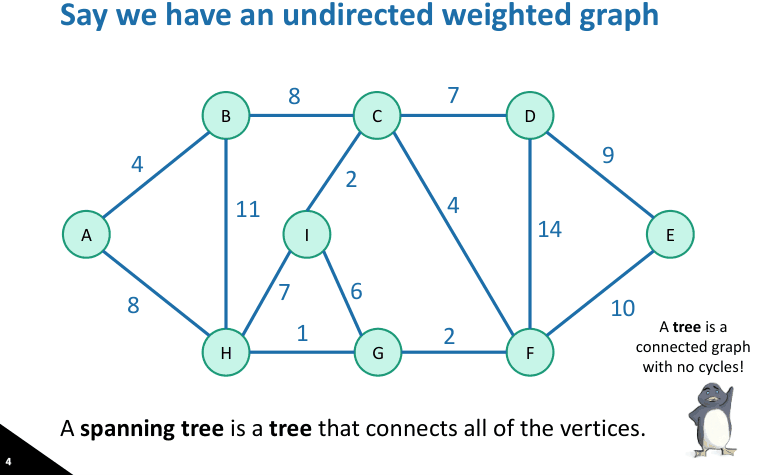 Say we have an undirected weighted graph
8
7
B
C
D
4
9
2
11
4
A
I
14
E
7
6
8
10
1
2
H
G
F
A tree is a
connected graph
with no cycles!
A spanning tree is a tree that connects all of the vertices.
4